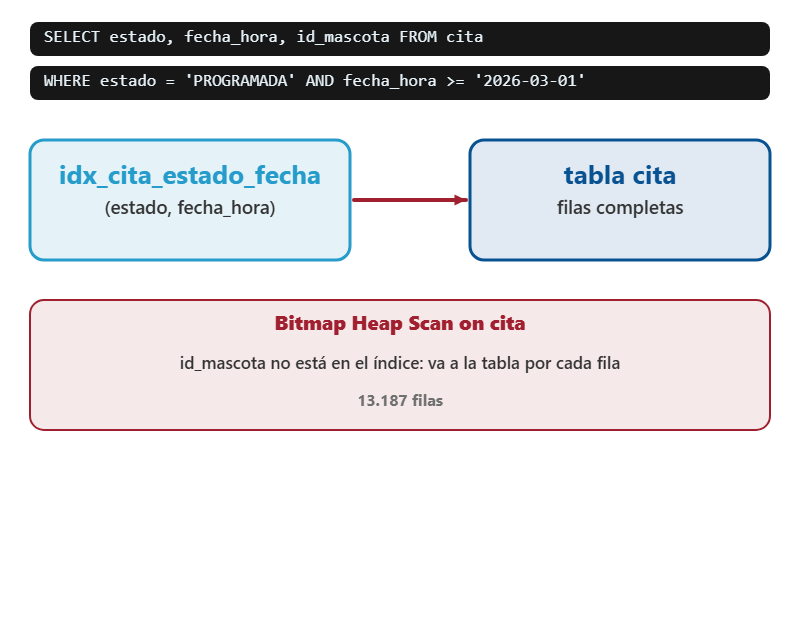 SELECT estado, fecha_hora, id_mascota FROM cita
WHERE estado = 'PROGRAMADA' AND fecha_hora >= '2026-03-01'
idx_cita_estado_fecha
(estado, fecha_hora)
tabla cita
filas completas
Bitmap Heap Scan on cita
id_mascota no está en el índice: va a la tabla por cada fila
13.187 filas